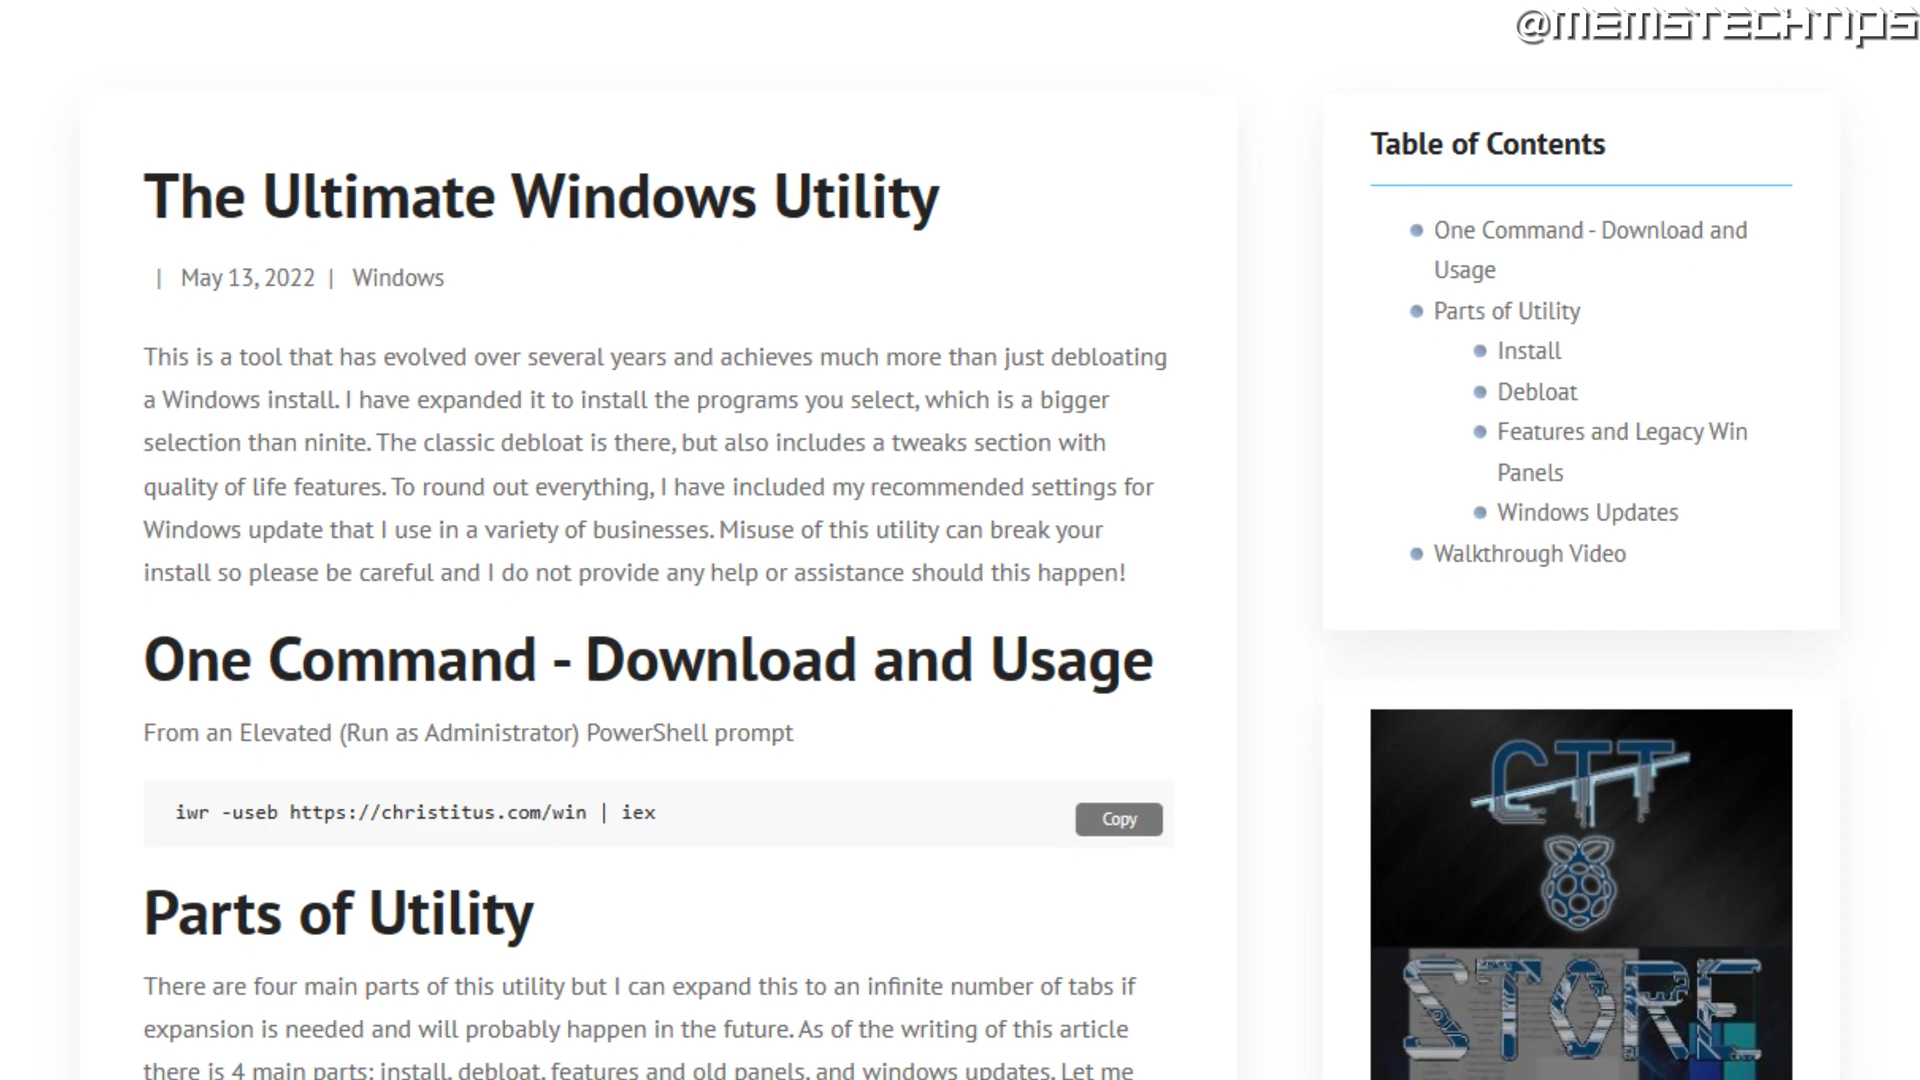 @MEMSTECHTIPS
The Ultimate Windows Utility
| May 13, 2022 | Windows
This is a tool that has evolved over several years and achieves much more than just debloating
a Windows install. I have expanded it to install the programs you select, which is a bigger
selection than ninite. The classic debloat is there, but also includes a tweaks section with
quality of life features. To round out everything, I have included my recommended settings for
Windows update that I use in a variety of businesses. Misuse of this utility can break your
install so please be careful and I do not provide any help or assistance should this happen!
One Command - Download and Usage
From an Elevated (Run as Administrator) PowerShell prompt
iwr -useb https://christitus.com/win | iex
Copy
Parts of Utility
There are four main parts of this utility but I can expand this to an infinite number of tabs if
expansion is needed and will probably happen in the future. As of the writing of this article
there is 4 main parts: install, debloat, features and old panels, and windows updates. Let me
Table of Contents
One Command - Download and
Usage
Parts of Utility
Install
Debloat
Features and Legacy Win
Panels
Windows Updates
Walkthrough Video
CTT
STORE